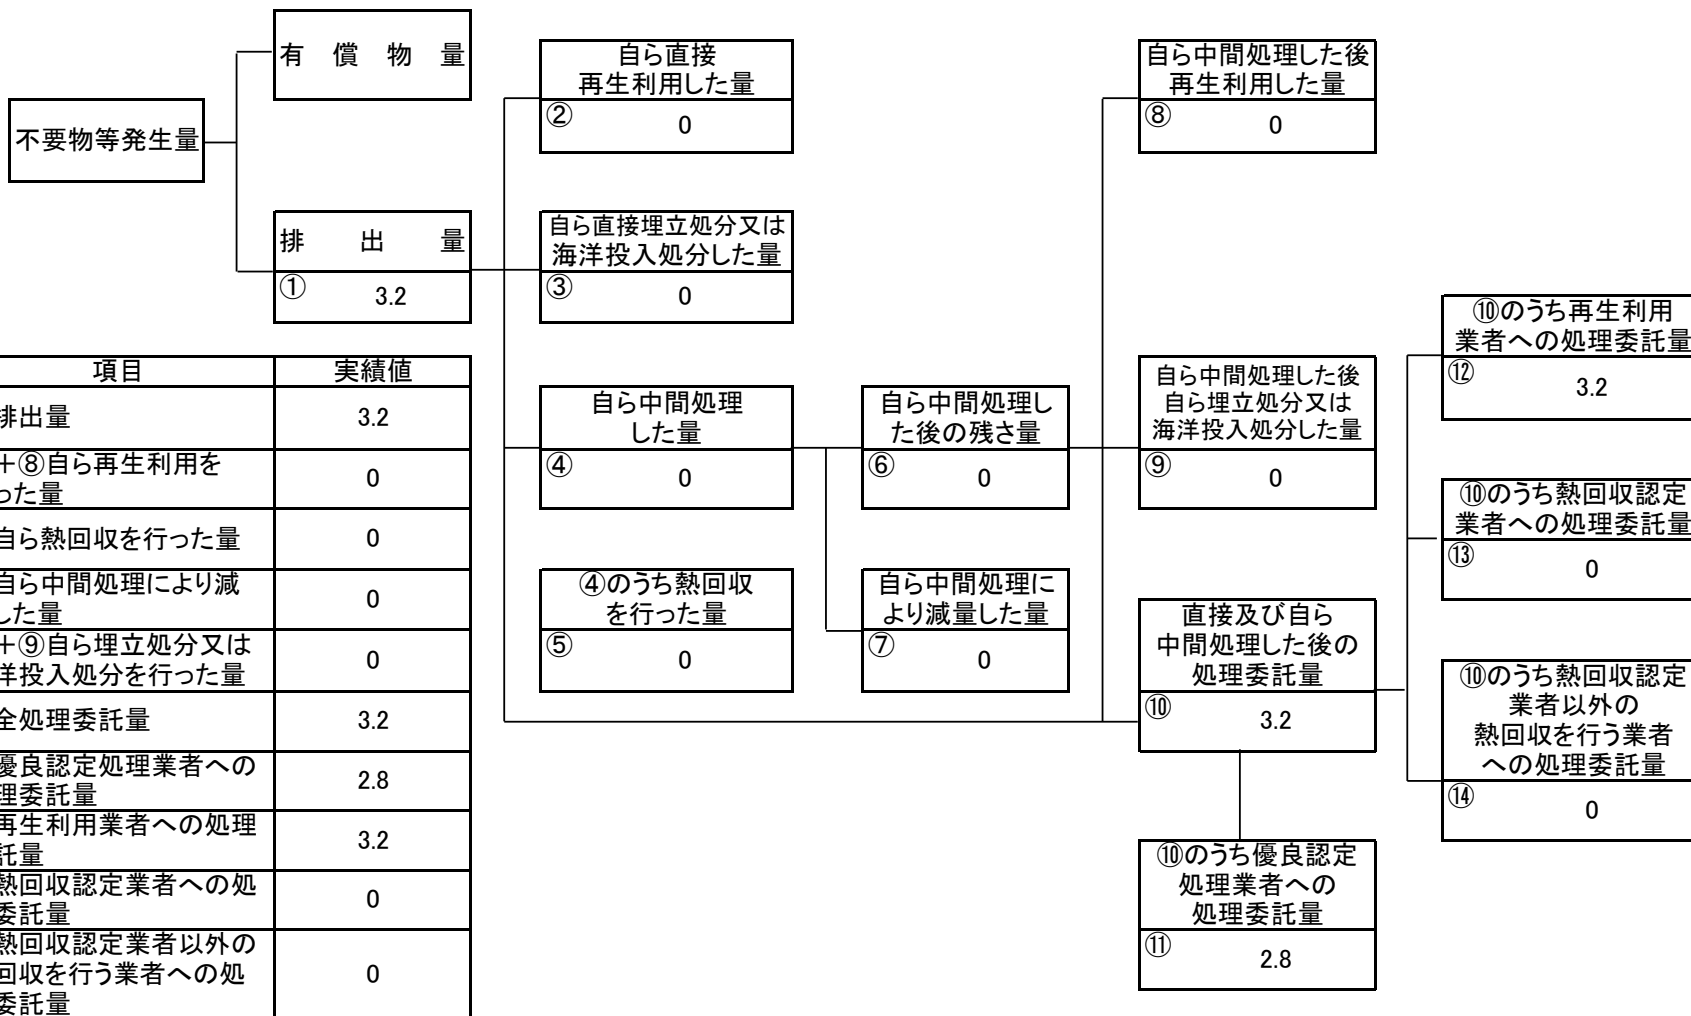 有償物量
不要物等発生量
排出量
①
3.2
自ら直接
再生利用した量
②
0
自ら直接埋立処分又は
海洋投入処分した量
③
0
自ら中間処理
した量
④
0
④のうち熱回収
を行った量
⑤
0
自ら中間処理し
た後の残さ量
⑥
0
自ら中間処理に
より減量した量
⑦
0
自ら中間処理した後
再生利用した量
⑧
0
自ら中間処理した後
自ら埋立処分又は
海洋投入処分した量
⑨
0
直接及び自ら
中間処理した後の
処理委託量
⑩
3.2
⑩のうち優良認定
処理業者への
処理委託量
⑪
2.8
⑩のうち再生利用
業者への処理委託量
⑫
3.2
⑩のうち熱回収認定
業者への処理委託量
⑬
0
⑩のうち熱回収認定
業者以外の
熱回収を行う業者
への処理委託量
⑭
0
項目 実績値
排出量 3.2
+⑧自ら再生利用を
った量
0
自ら熱回収を行った量 0
自ら中間処理により減
した量
0
+⑨自ら埋立処分又は
洋投入処分を行った量
0
全処理委託量 3.2
優良認定処理業者への
理委託量
2.8
再生利用業者への処理
託量
3.2
熱回収認定業者への処
委託量
0
熱回収認定業者以外の
回収を行う業者への処
委託量
0